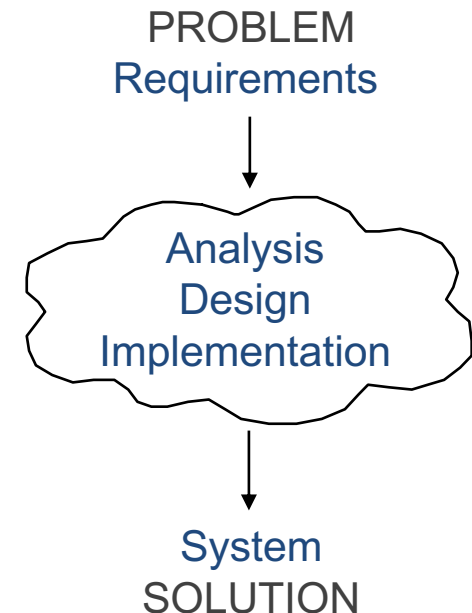 PROBLEM
Requirements
Analysis
Design
Implementation
System
SOLUTION